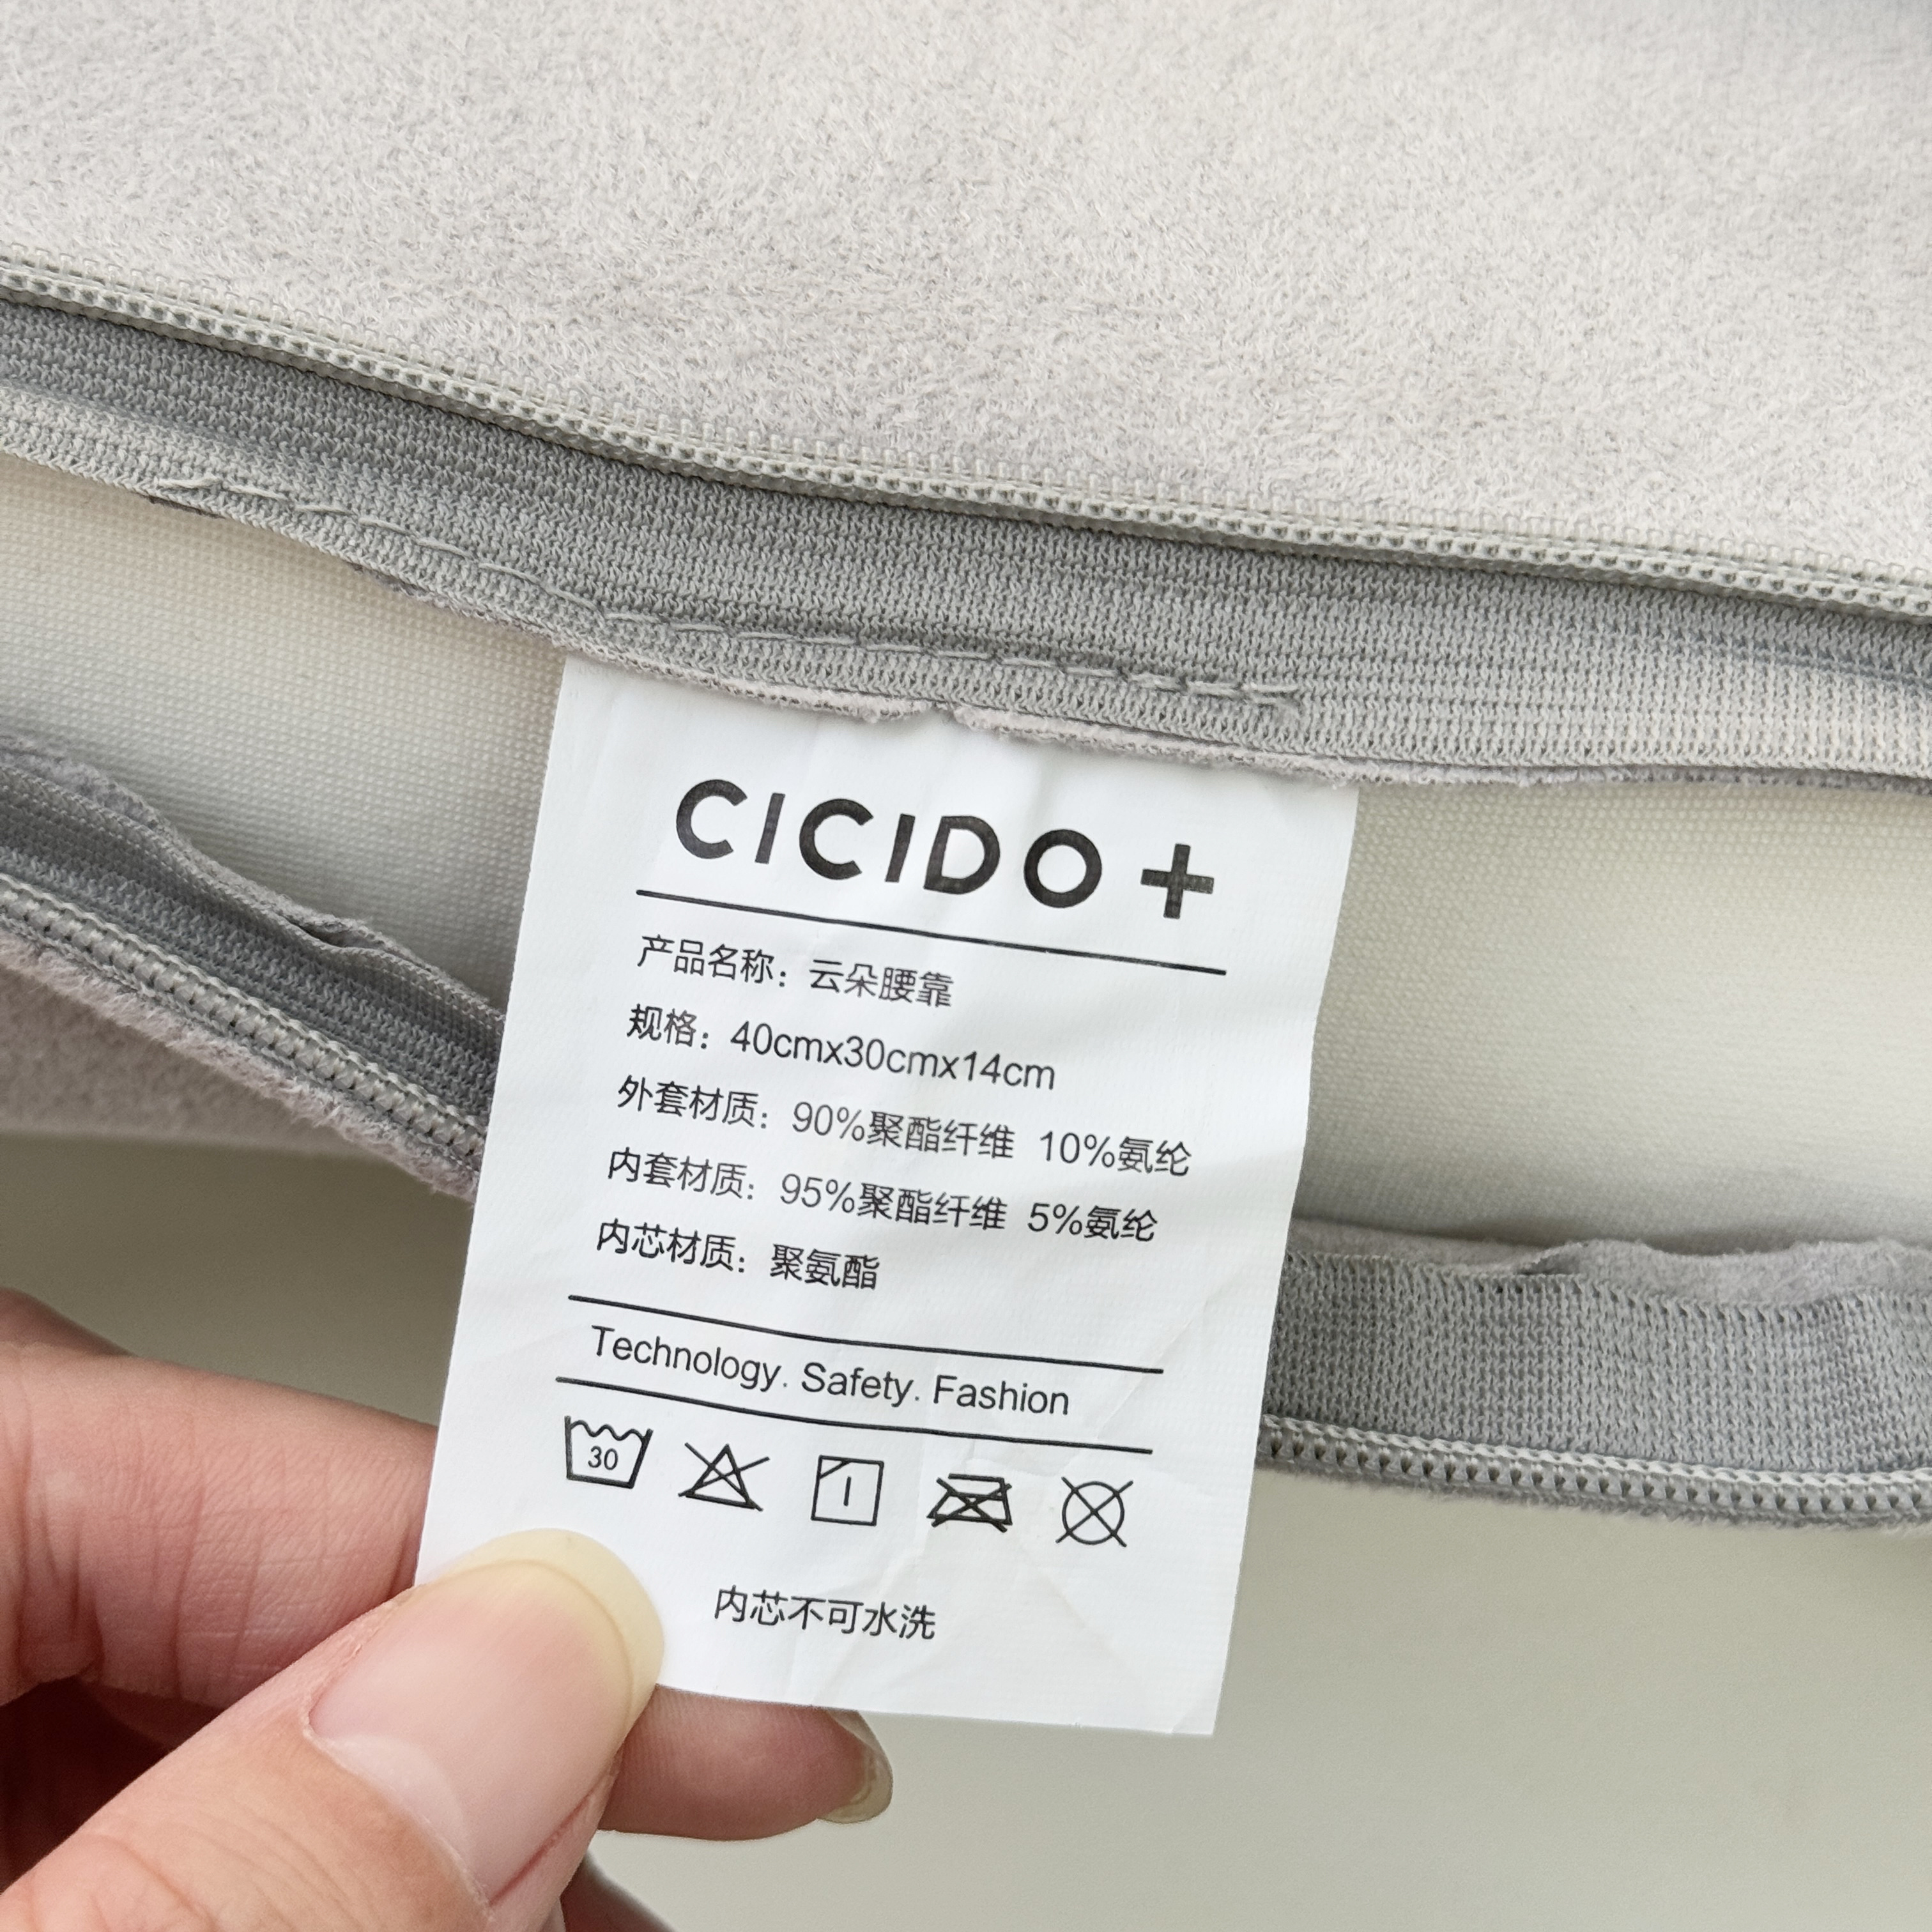 CICIDO +
产品名称：云朵腰靠
规格：40cmx30cmx14cm
外套材质：90%聚酯纤维 10%氨纶
内套材质：95%聚酯纤维 5%氨纶
内芯材质：聚氨酯
Technology. Safety. Fashion
30
内芯不可水洗